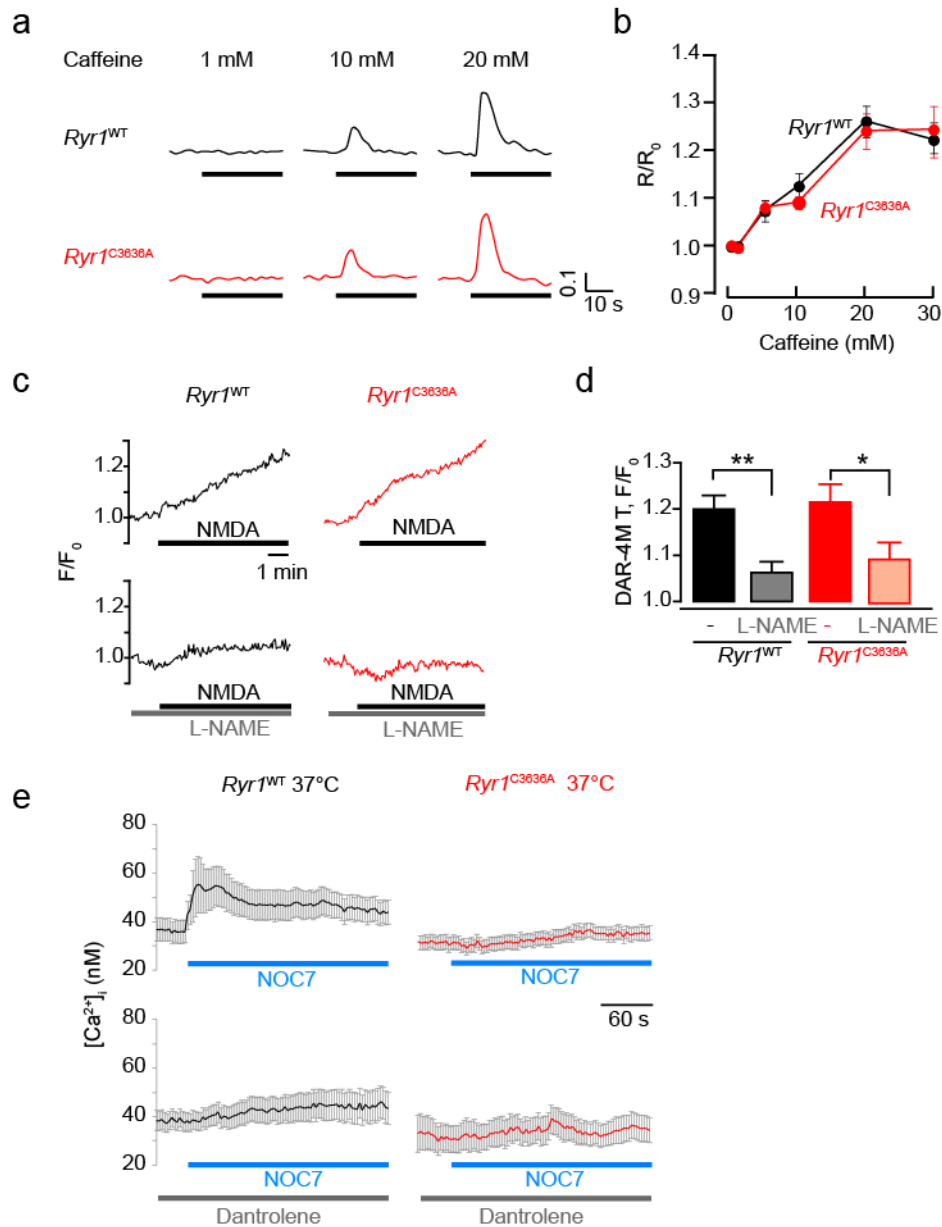 a
Caffeine 1 mM 10 mM 20 mM
Ryr1WT
Ryr1C3636A
0.1
10 s
b
1.4
1.3
1.2
1.1
1.0
0.9
R/R0
Ryr1WT
Ryr1C3636A
0 10 20 30
Caffeine (mM)
c
Ryr1WT Ryr1C3636A
1.2
1.0
NMDA NMDA
1 min
F/F0
1.2
1.0
NMDA NMDA
L-NAME L-NAME
d
DAR-4M T, F/F0
1.3
1.2
1.1
1.0
** *
- L-NAME - L-NAME
Ryr1WT Ryr1C3636A
e
Ryr1WT 37°C Ryr1C3636A 37°C
80
60
40
20
NOC7 NOC7
[Ca2+]i (nM)
60 s
80
60
40
20
NOC7 NOC7
Dantrolene Dantrolene